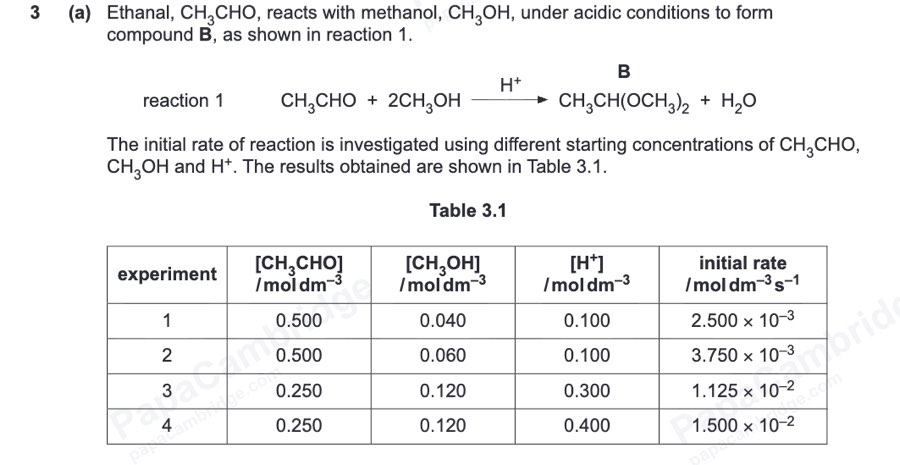 3 (a) Ethanal, CH₃CHO, reacts with methanol, CH₃OH, under acidic conditions to form
compound B, as shown in reaction 1.
B
reaction 1 CH₃CHO + 2CH₃OH H⁺ → CH₃CH(OCH₃)₂ + H₂O
The initial rate of reaction is investigated using different starting concentrations of CH₃CHO,
CH₃OH and H⁺. The results obtained are shown in Table 3.1.
Table 3.1
experiment [CH₃CHO] /mol dm⁻³ [CH₃OH] /mol dm⁻³ [H⁺] /mol dm⁻³ initial rate /mol dm⁻³ s⁻¹
1 0.500 0.040 0.100 2.500 × 10⁻³
2 0.500 0.060 0.100 3.750 × 10⁻³
3 0.250 0.120 0.300 1.125 × 10⁻²
4 0.250 0.120 0.400 1.500 × 10⁻²
PapaCambridge
papacambridge.com